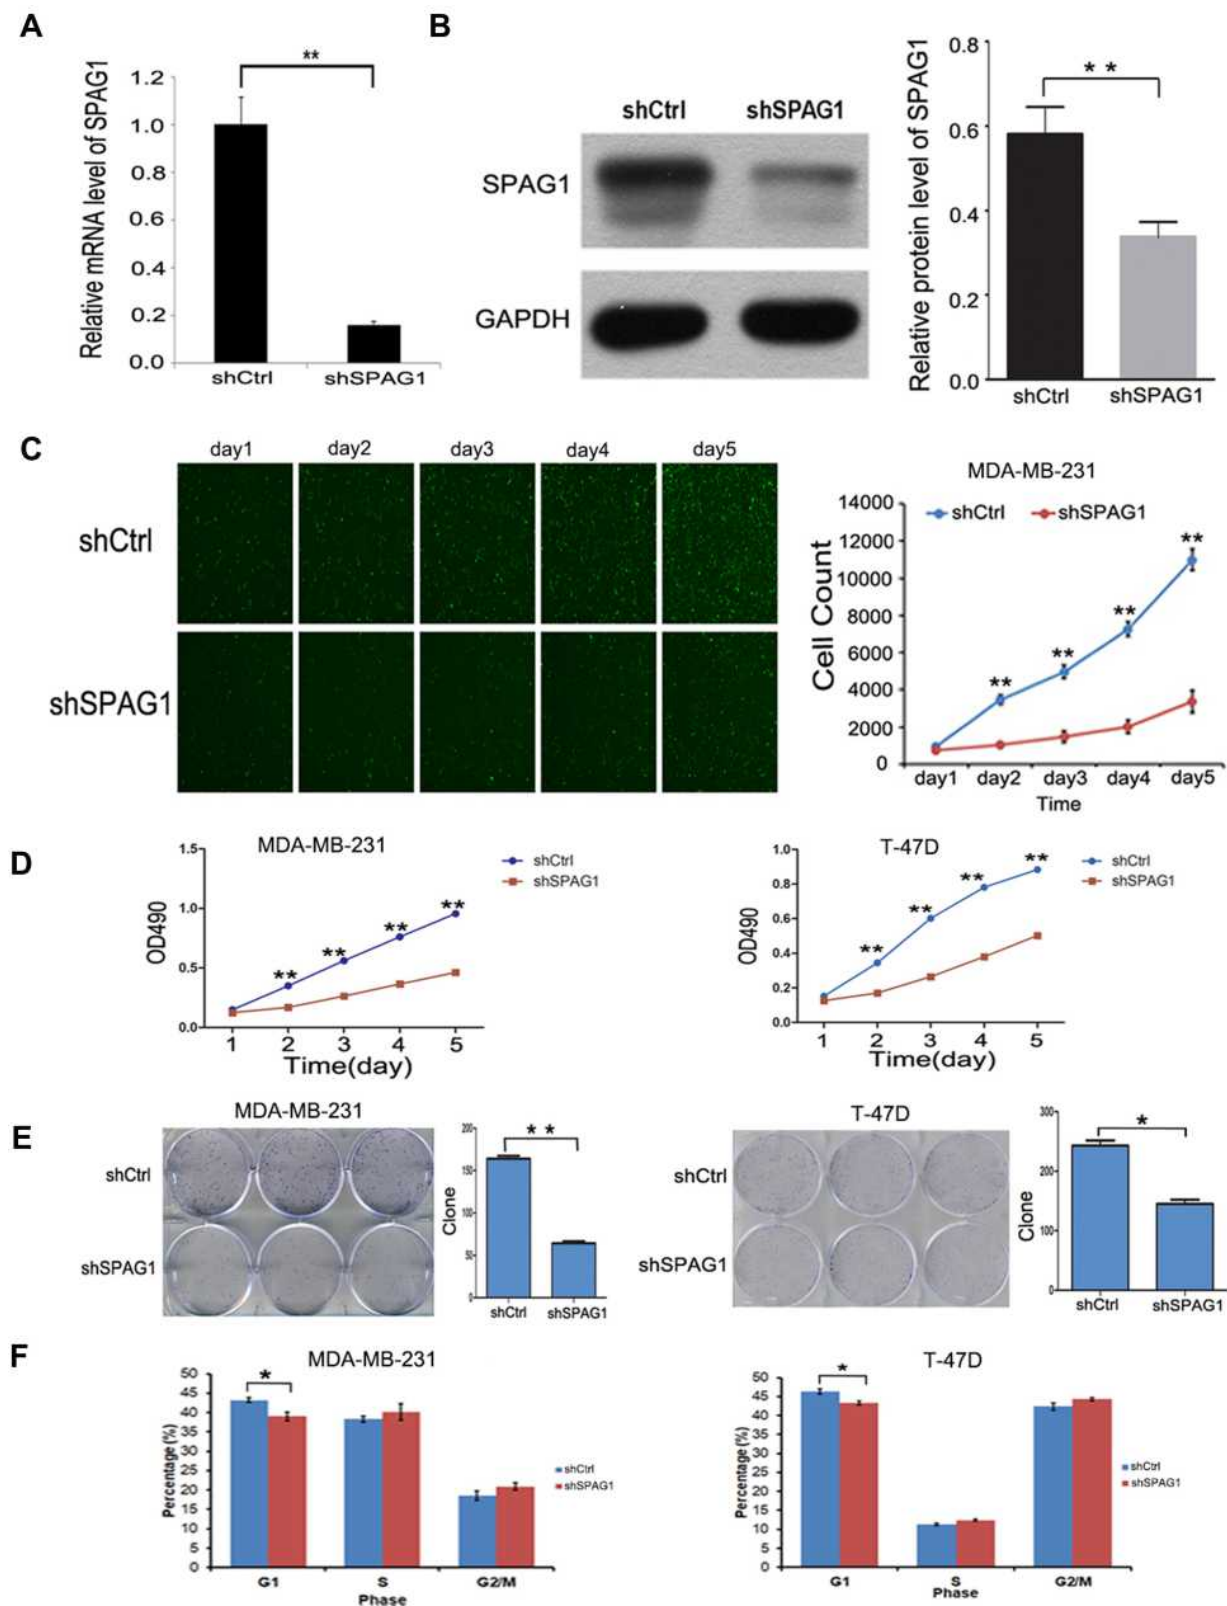 A
Relative mRNA level of SPAG1
1.2
1.0
0.8
0.6
0.4
0.2
0.0
**
shCtrl
shSPAG1
B
shCtrl
shSPAG1
SPAG1
GAPDH
Relative protein level of SPAG1
0.8
0.6
0.4
0.2
0.0
* *
shCtrl
shSPAG1
C
day1
day2
day3
day4
day5
shCtrl
shSPAG1
MDA-MB-231
shCtrl
shSPAG1
Cell Count
14000
12000
10000
8000
6000
4000
2000
0
**
**
**
**
day1
day2
day3
day4
day5
Time
D
MDA-MB-231
shCtrl
shSPAG1
OD490
1.5
1.0
0.5
0.0
**
**
**
**
1 2 3 4 5
Time(day)
T-47D
shCtrl
shSPAG1
OD490
1.0
0.8
0.6
0.4
0.2
0.0
**
**
**
**
1 2 3 4 5
Time(day)
E
MDA-MB-231
shCtrl
shSPAG1
Clone
200
150
100
50
0
* *
shCtrl
shSPAG1
T-47D
shCtrl
shSPAG1
Clone
300
200
100
0
*
shCtrl
shSPAG1
F
MDA-MB-231
Percentage (%)
50
45
40
35
30
25
20
15
10
5
0
*
shCtrl
shSPAG1
G1
S
G2/M
Phase
T-47D
Percentage (%)
50
45
40
35
30
25
20
15
10
5
0
*
shCtrl
shSPAG1
G1
S
G2/M
Phase